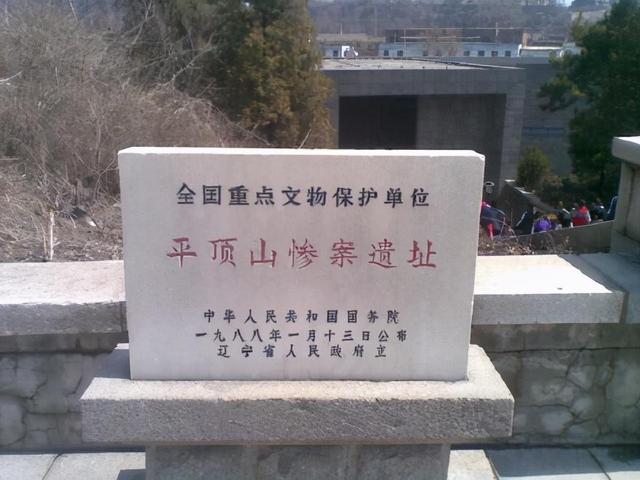 全国重点文物保护单位
平顶山惨案遗址
中华人民共和国国务院
一九八八年一月十三日公布
辽宁省人民政府立